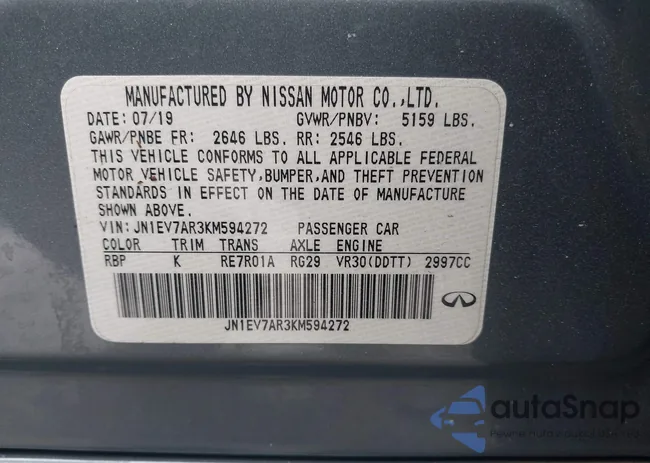 MANUFACTURED BY NISSAN MOTOR CO.,LTD.
DATE: 07/19 GVWR/PNBV: 5159 LBS.
GAWR/PNBE FR: 2646 LBS. RR: 2546 LBS.
THIS VEHICLE CONFORMS TO ALL APPLICABLE FEDERAL
MOTOR VEHICLE SAFETY,BUMPER,AND THEFT PREVENTION
STANDARDS IN EFFECT ON THE DATE OF MANUFACTURE
SHOWN ABOVE.
VIN: JN1EV7AR3KM594272 PASSENGER CAR
COLOR TRIM TRANS AXLE ENGINE
RBP K RE7R01A RG29 VR30(DDTT) 2997CC
JN1EV7AR3KM594272
autoSnap